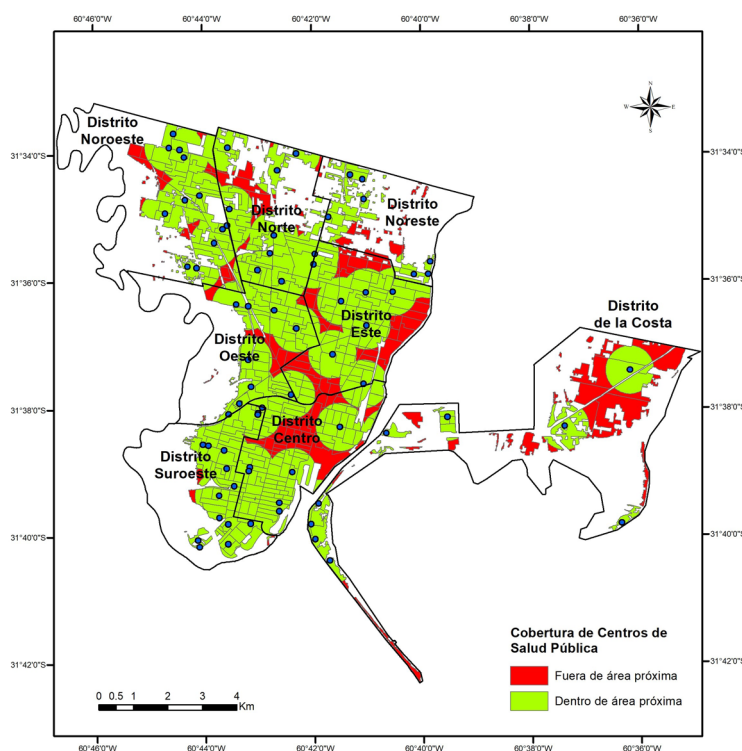 60°46'0"W
60°44'0"W
60°42'0"W
60°40'0"W
60°38'0"W
60°36'0"W
N
W E
S
Distrito
Noroeste
31°34'0"S
31°34'0"S
Distrito
Norte
Distrito
Noreste
31°36'0"S
31°36'0"S
Distrito
de la Costa
Distrito
Este
Distrito
Oeste
31°38'0"S
31°38'0"S
Distrito
Centro
Distrito
Suroeste
31°40'0"S
31°40'0"S
Cobertura de Centros de
Salud Pública
Fuera de área próxima
Dentro de área próxima
31°42'0"S
31°42'0"S
0 0.5 1 2 3 4
Km
60°46'0"W
60°44'0"W
60°42'0"W
60°40'0"W
60°38'0"W
60°36'0"W